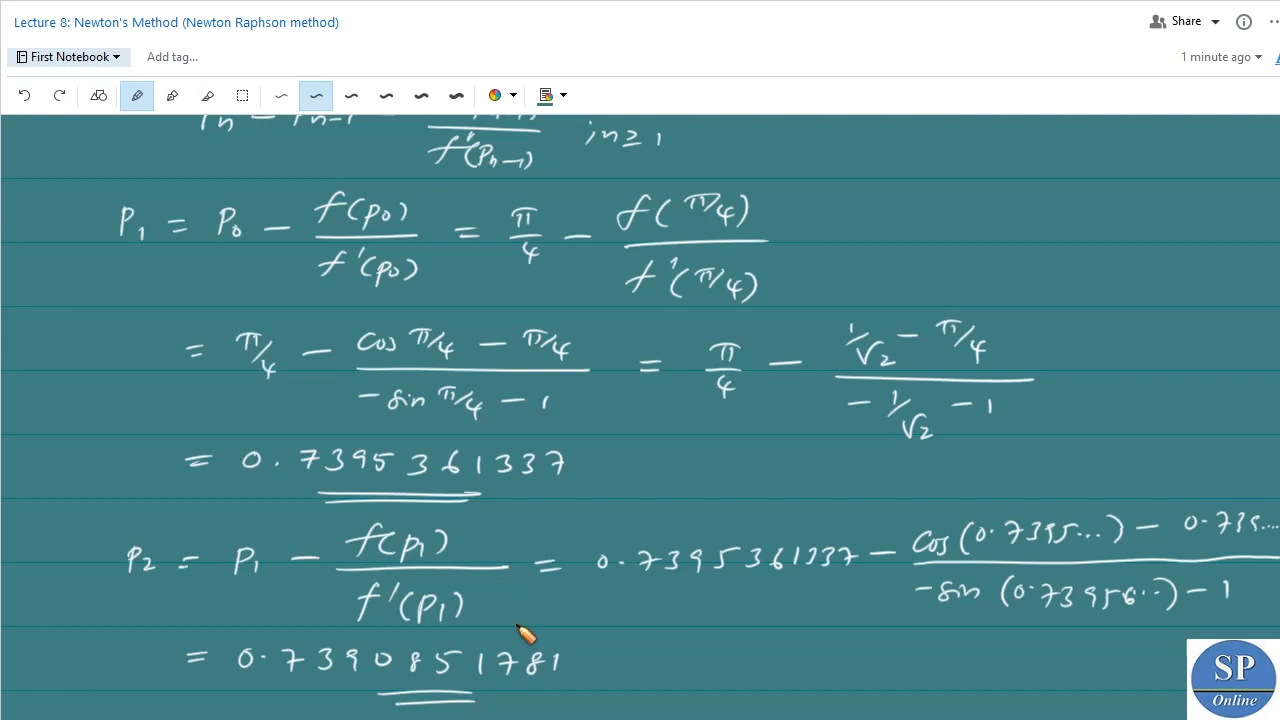 Lecture 8: Newton's Method (Newton Raphson method)
Share
First Notebook Add tag... 1 minute ago
f'(Pn-1) ; n ≥ 1
P1 = P0 - f(p0) / f'(p0) = π/4 - f(π/4) / f'(π/4)
= π/4 - (cos π/4 - π/4) / (-sin π/4 - 1) = π/4 - (1/√2 - π/4) / (-1/√2 - 1)
= 0.7395361337
P2 = P1 - f(p1) / f'(p1) = 0.7395361337 - (cos(0.7395...) - 0.739...) / (-sin(0.73956...) - 1)
= 0.7390851781
SP
Online